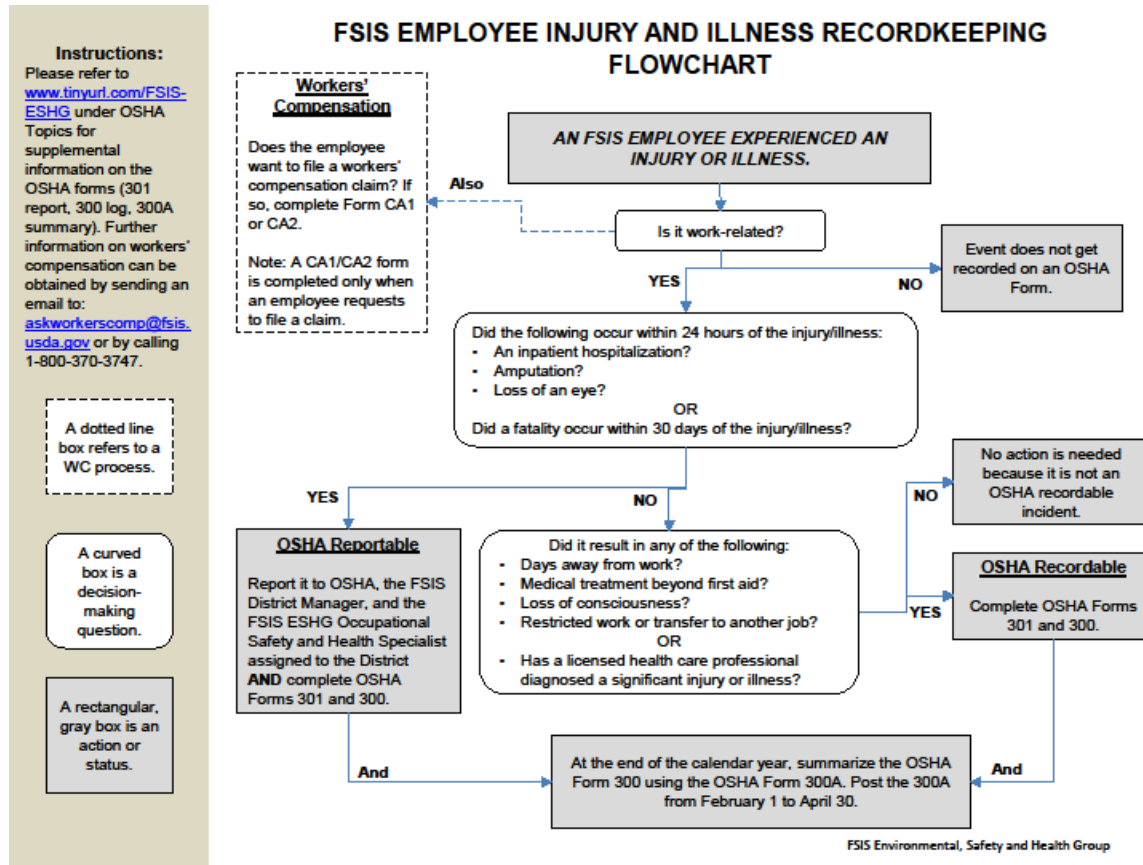 FSIS EMPLOYEE INJURY AND ILLNESS RECORDKEEPING
FLOWCHART
Instructions:
Please refer to
www.tinyurl.com/FSIS-
ESHG under OSHA
Topics for
supplemental
information on the
OSHA forms (301
report, 300 log, 300A
summary). Further
information on workers'
compensation can be
obtained by sending an
email to:
askworkerscomp@fsis.
usda.gov or by calling
1-800-370-3747.
A dotted line
box refers to a
WC process.
A curved
box is a
decision-
making
question.
A rectangular,
gray box is an
action or
status.
Workers'
Compensation
Does the employee
want to file a workers'
compensation claim? If
so, complete Form CA1
or CA2.
Note: A CA1/CA2 form
is completed only when
an employee requests
to file a claim.
Also
AN FSIS EMPLOYEE EXPERIENCED AN
INJURY OR ILLNESS.
Is it work-related?
YES
NO
Event does not get
recorded on an OSHA
Form.
Did the following occur within 24 hours of the injury/illness:
- An inpatient hospitalization?
- Amputation?
- Loss of an eye?
OR
Did a fatality occur within 30 days of the injury/illness?
YES
NO
OSHA Reportable
Report it to OSHA, the FSIS
District Manager, and the
FSIS ESHG Occupational
Safety and Health Specialist
assigned to the District
AND complete OSHA
Forms 301 and 300.
Did it result in any of the following:
- Days away from work?
- Medical treatment beyond first aid?
- Loss of consciousness?
- Restricted work or transfer to another job?
OR
- Has a licensed health care professional
diagnosed a significant injury or illness?
NO
No action is needed
because it is not an
OSHA recordable
incident.
YES
OSHA Recordable
Complete OSHA Forms
301 and 300.
And
At the end of the calendar year, summarize the OSHA
Form 300 using the OSHA Form 300A. Post the 300A
from February 1 to April 30.
And
FSIS Environmental, Safety and Health Group